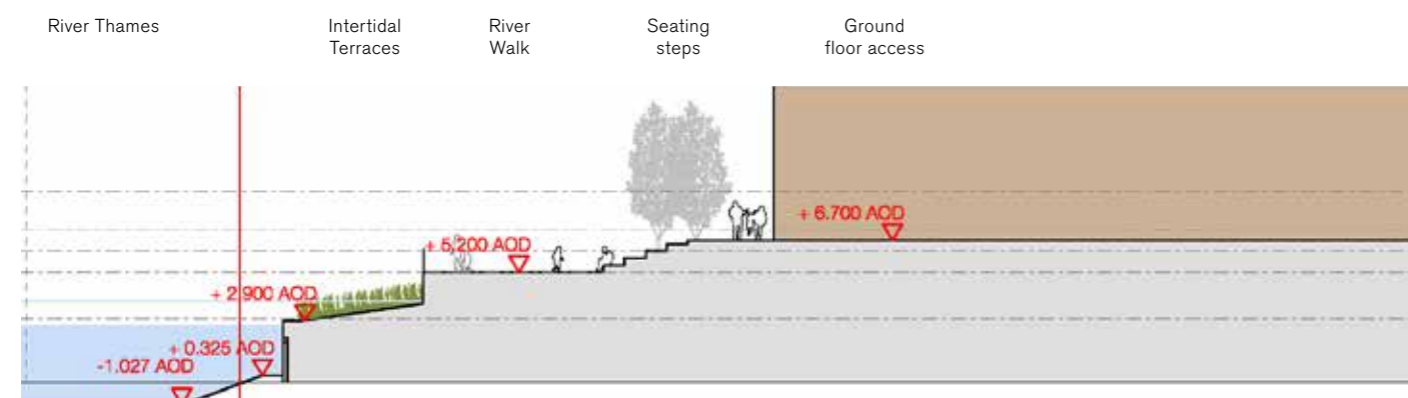 River Thames
Intertidal
Terraces
River
Walk
Seating
steps
Ground
floor access
+ 6.700 AOD
+ 5,200 AOD
+ 2.900 AOD
+ 0.325 AOD
-1.027 AOD